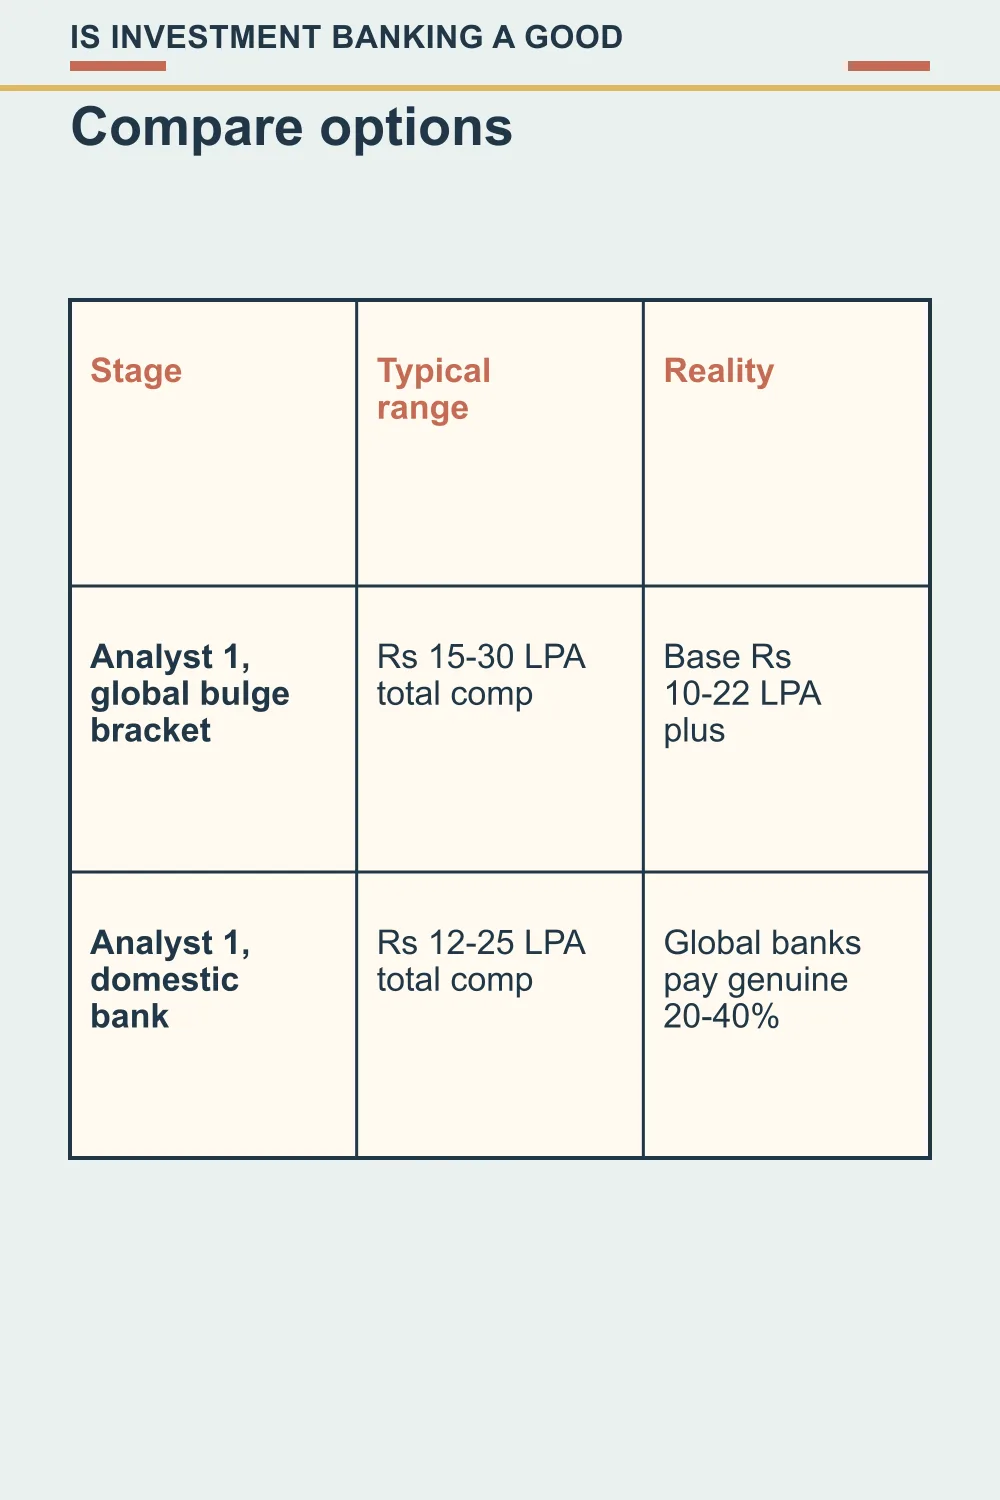 IS INVESTMENT BANKING A GOOD
Compare options
Stage
Typical
range
Reality
Analyst 1,
global bulge
bracket
Rs 15-30 LPA
total comp
Base Rs
10-22 LPA
plus
Analyst 1,
domestic
bank
Rs 12-25 LPA
total comp
Global banks
pay genuine
20-40%